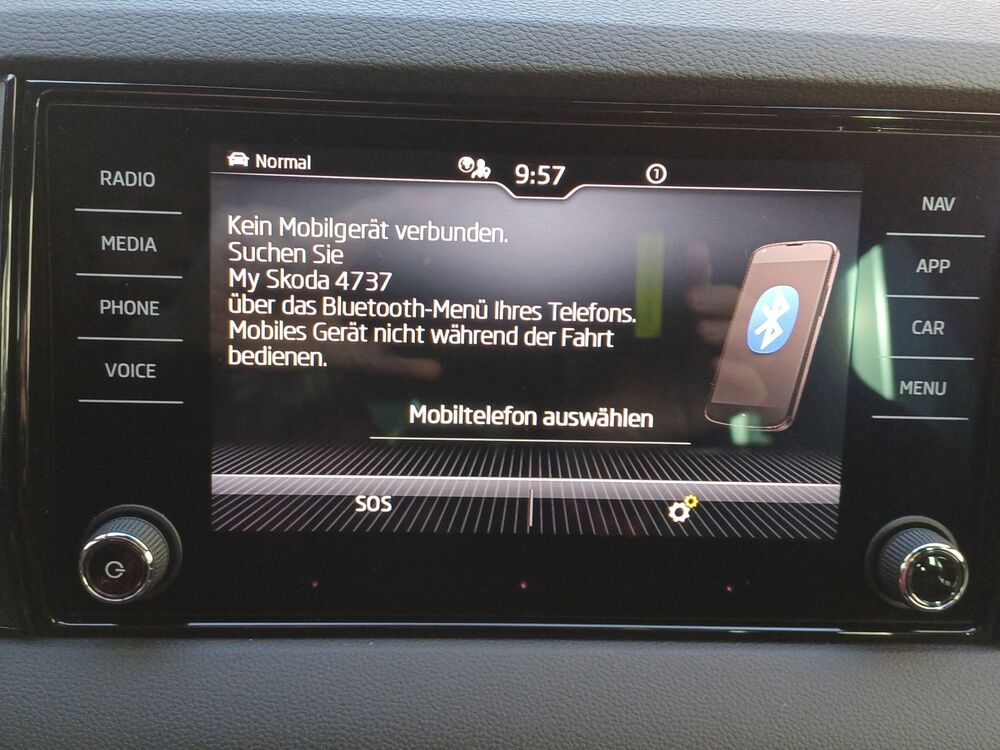 Normal
9:57
1
RADIO
MEDIA
PHONE
VOICE
Kein Mobilgerät verbunden.
Suchen Sie
My Skoda 4737
über das Bluetooth-Menü Ihres Telefons.
Mobiles Gerät nicht während der Fahrt
bedienen.
Mobiltelefon auswählen
SOS
NAV
APP
CAR
MENU